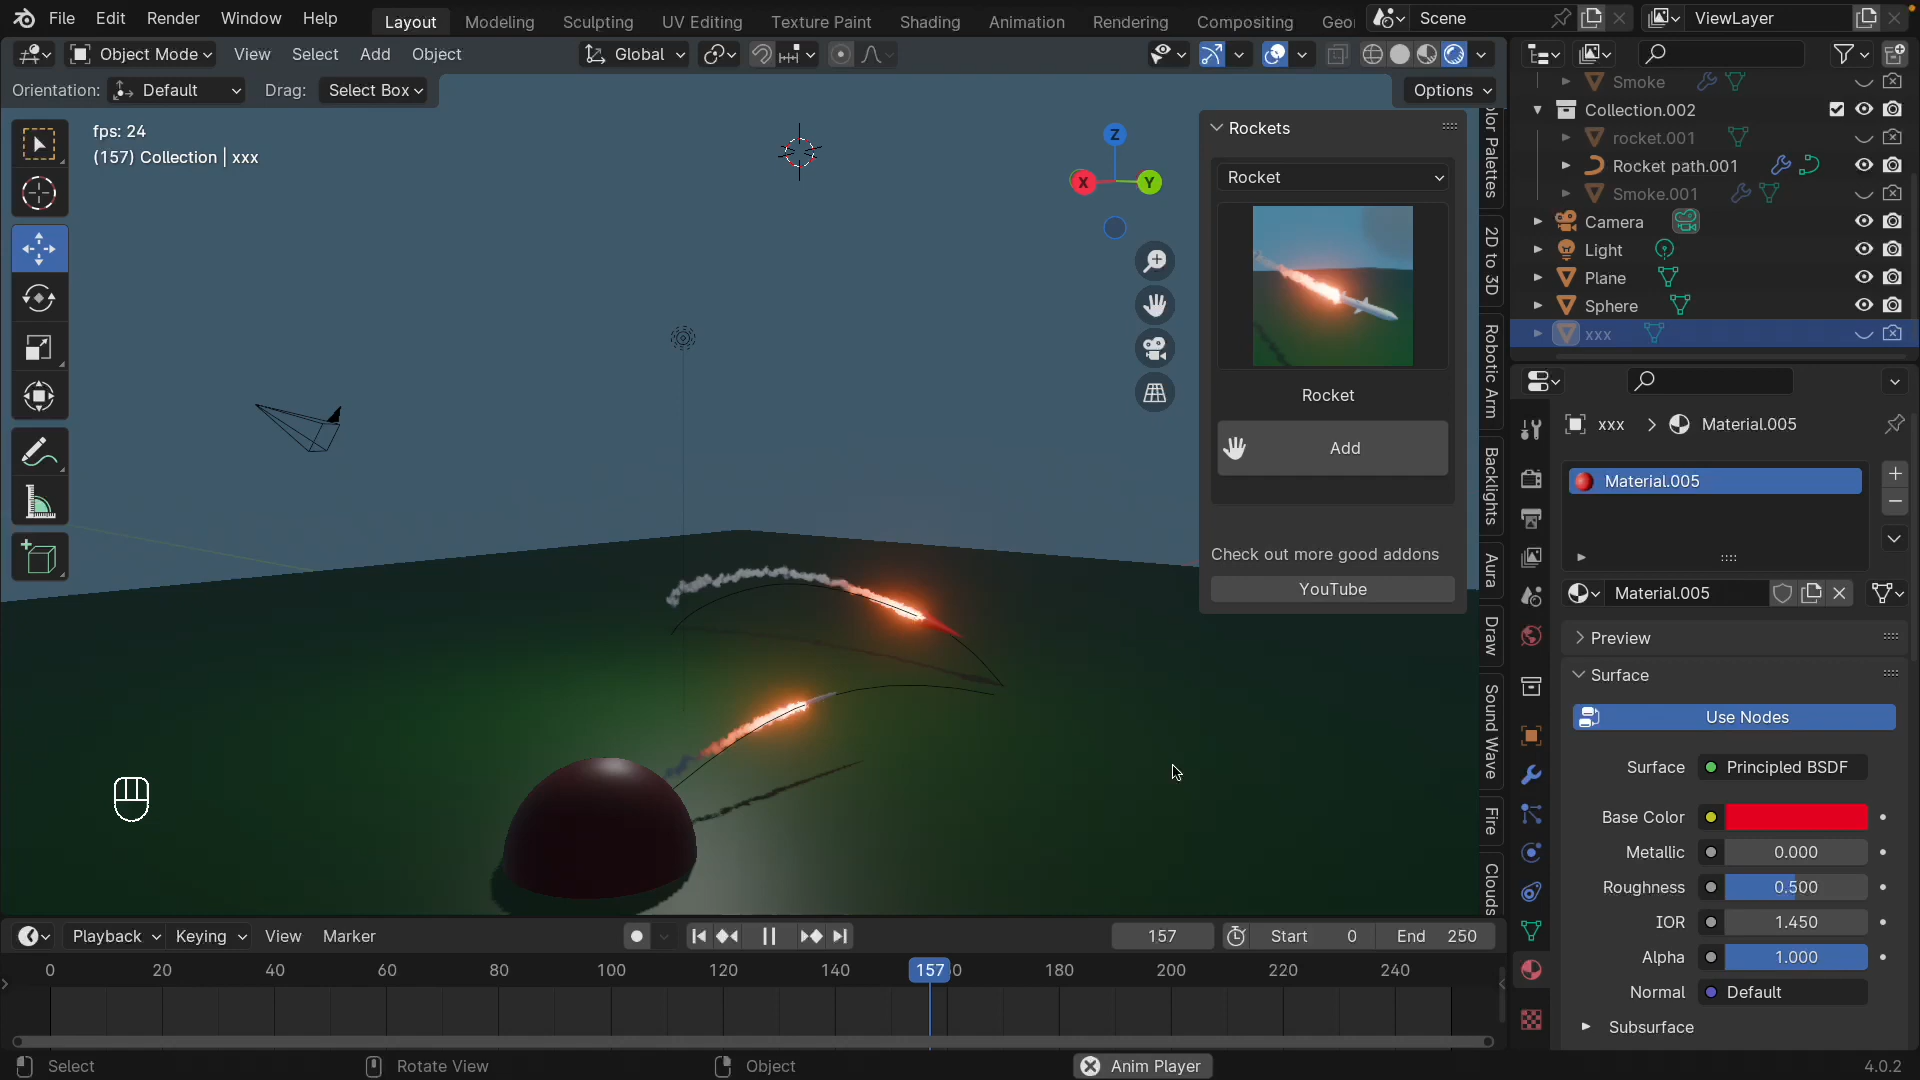 File Edit Render Window Help
Layout Modeling Sculpting UV Editing Texture Paint Shading Animation Rendering Compositing Geo
Scene
ViewLayer
Object Mode View Select Add Object
Global
Orientation: Default Drag: Select Box
Options
fps: 24
(157) Collection | xxx
Z
X
Y
Rockets
Rocket
Rocket
Add
Check out more good addons
YouTube
lor Palettes
2D to 3D
Robotic Arm
Backlights
Aura
Draw
Sound Wave
Fire
Clouds
Smoke
Collection.002
rocket.001
Rocket path.001
Smoke.001
Camera
Light
Plane
Sphere
xxx
xxx > Material.005
Material.005
Material.005
Preview
Surface
Use Nodes
Surface Principled BSDF
Base Color
Metallic 0.000
Roughness 0.500
IOR 1.450
Alpha 1.000
Normal Default
Subsurface
Playback Keying View Marker
157
Start 0 End 250
0 20 40 60 80 100 120 140 157 0 180 200 220 240
Select
Rotate View
Object
Anim Player
4.0.2